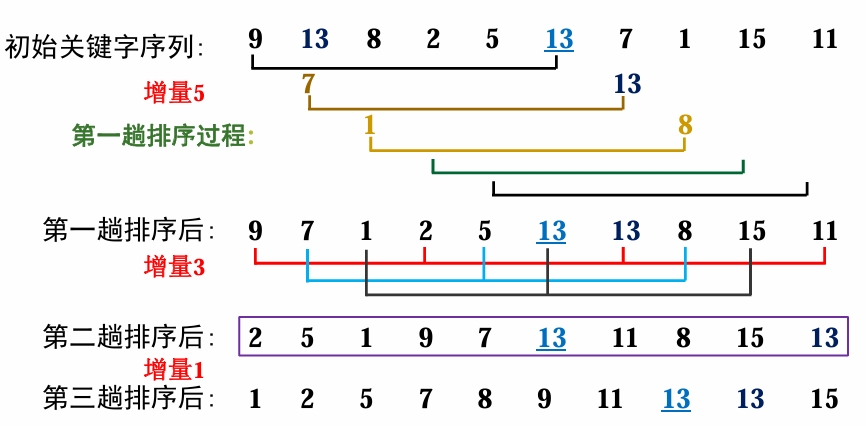 初始关键字序列: 9 13 8 2 5 13 7 1 15 11
增量5 7 13
第一趟排序过程: 1 8
第一趟排序后: 9 7 1 2 5 13 13 8 15 11
增量3
第二趟排序后: 2 5 1 9 7 13 11 8 15 13
增量1
第三趟排序后: 1 2 5 7 8 9 11 13 13 15